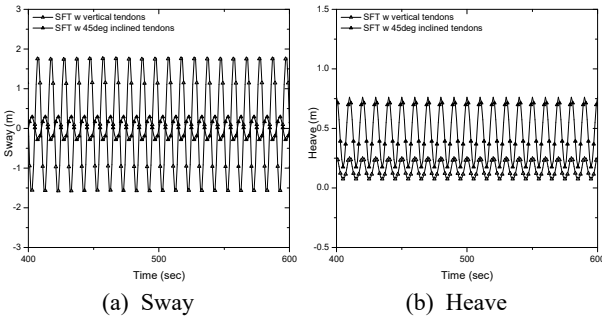 SFT w vertical tendons
SFT w 45deg inclined tendons
3
2
1
0
-1
-2
-3
Sway (m)
400
500
600
Time (sec)
(a) Sway
SFT w vertical tendons
SFT w 45deg inclined tendons
1.5
1.0
0.5
0.0
-0.5
Heave (m)
400
500
600
Time (sec)
(b) Heave